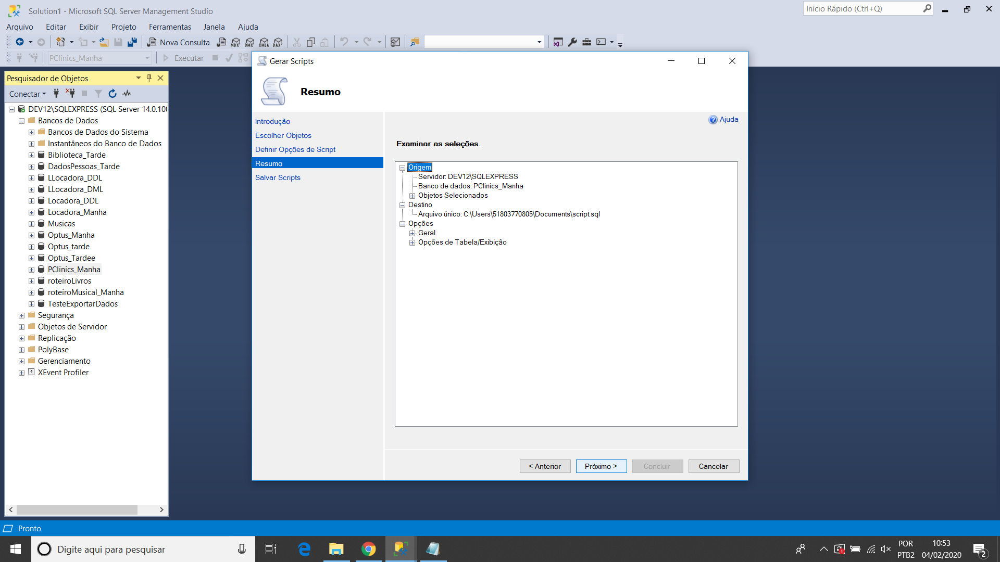 Solution1 - Microsoft SQL Server Management Studio
Início Rápido (Ctrl+Q)
Arquivo Editar Exibir Projeto Ferramentas Janela Ajuda
Nova Consulta MDX DMX XMLA DAX
PClinics_Manha Executar
Pesquisador de Objetos
Conectar
DEV12\SQLEXPRESS (SQL Server 14.0.100
Bancos de Dados
Bancos de Dados do Sistema
Instantâneos do Banco de Dados
Biblioteca_Tarde
DadosPessoas_Tarde
LLocadora_DDL
LLocadora_DML
Locadora_DDL
Locadora_Manha
Musicas
Optus_Manha
Optus_tarde
Optus_Tardee
PClinics_Manha
roteiroLivros
roteiroMusical_Manha
TesteExportarDados
Segurança
Objetos de Servidor
Replicação
PolyBase
Gerenciamento
XEvent Profiler
Gerar Scripts
Resumo
Introdução
Escolher Objetos
Definir Opções de Script
Resumo
Salvar Scripts
Ajuda
Examinar as seleções.
Origem
Servidor: DEV12\SQLEXPRESS
Banco de dados: PClinics_Manha
Objetos Selecionados
Destino
Arquivo único: C:\Users\51803770805\Documents\script.sql
Opções
Geral
Opções de Tabela/Exibição
< Anterior Próximo > Concluir Cancelar
Pronto
Digite aqui para pesquisar
POR
PTB2
10:53
04/02/2020
2